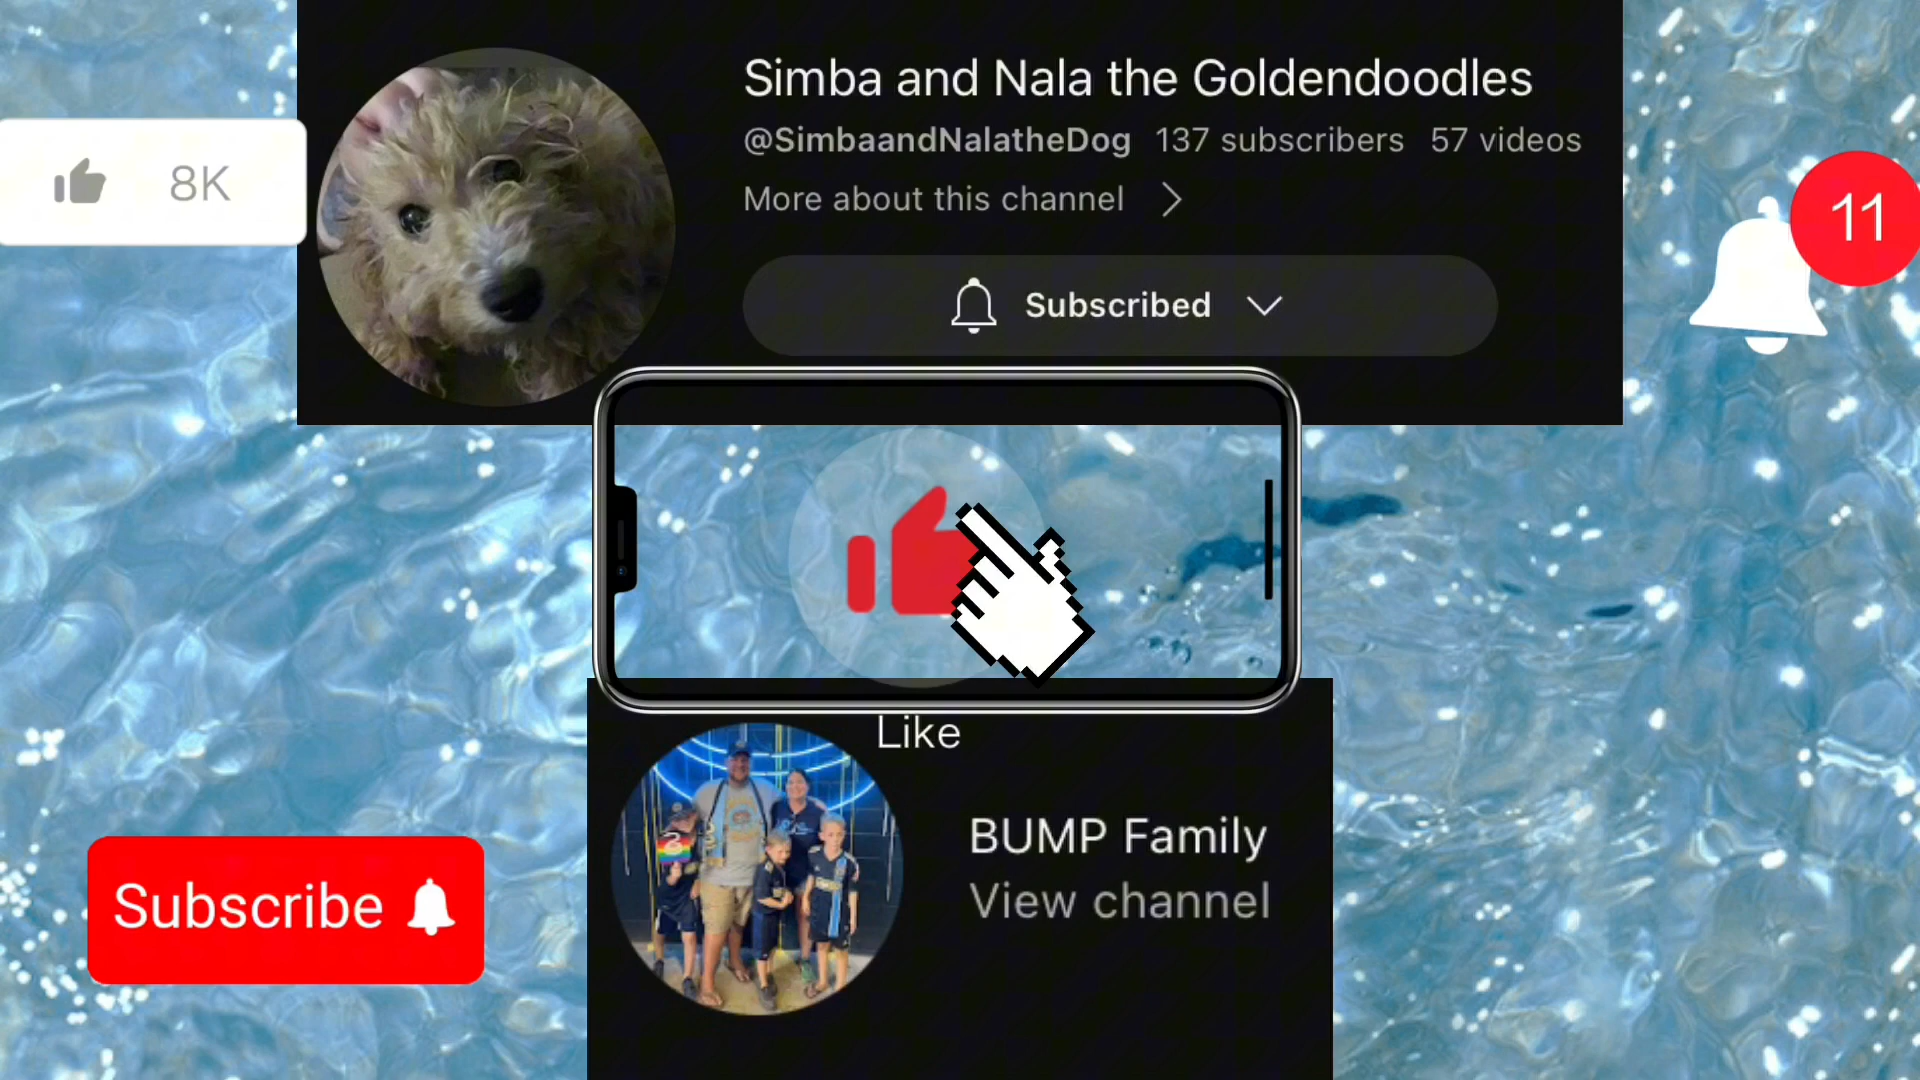 Simba and Nala the Goldendoodles
@SimbaandNalatheDog 137 subscribers 57 videos
More about this channel
8K
11
Subscribed
Like
BUMP Family
View channel
Subscribe